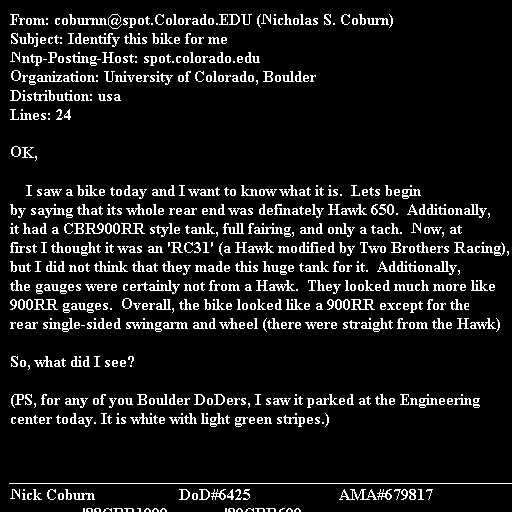 From: coburnn@spot.Colorado.EDU (Nicholas S. Coburn)
Subject: Identify this bike for me
Nntp-Posting-Host: spot.colorado.edu
Organization: University of Colorado, Boulder
Distribution: usa
Lines: 24
OK,
I saw a bike today and I want to know what it is. Lets begin
by saying that its whole rear end was definately Hawk 650. Additionally,
it had a CBR900RR style tank, full fairing, and only a tach. Now, at
first I thought it was an 'RC31' (a Hawk modified by Two Brothers Racing),
but I did not think that they made this huge tank for it. Additionally,
the gauges were certainly not from a Hawk. They looked much more like
900RR gauges. Overall, the bike looked like a 900RR except for the
rear single-sided swingarm and wheel (there were straight from the Hawk)
So, what did I see?
(PS, for any of you Boulder DoDers, I saw it parked at the Engineering
center today. It is white with light green stripes.)
Nick Coburn DoD#6425 AMA#679817